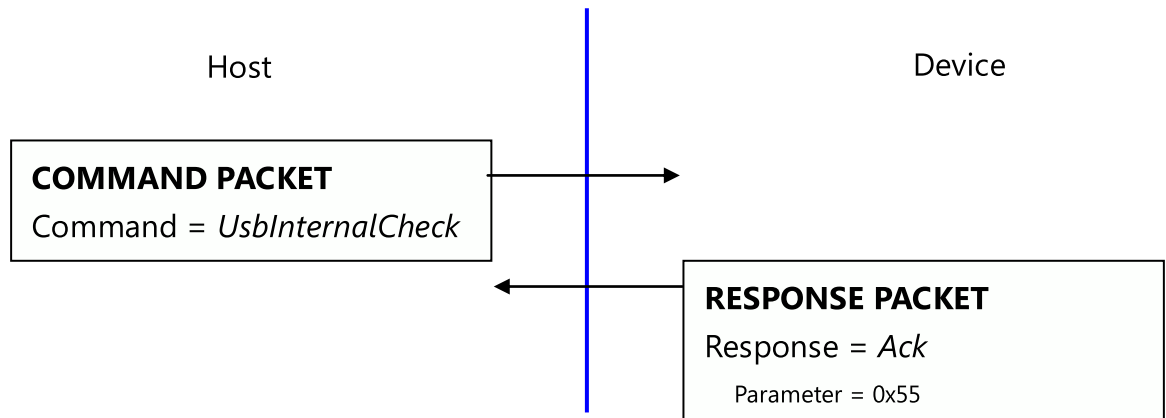 Host
Device
COMMAND PACKET
Command = UsbInternalCheck
RESPONSE PACKET
Response = Ack
Parameter = 0x55